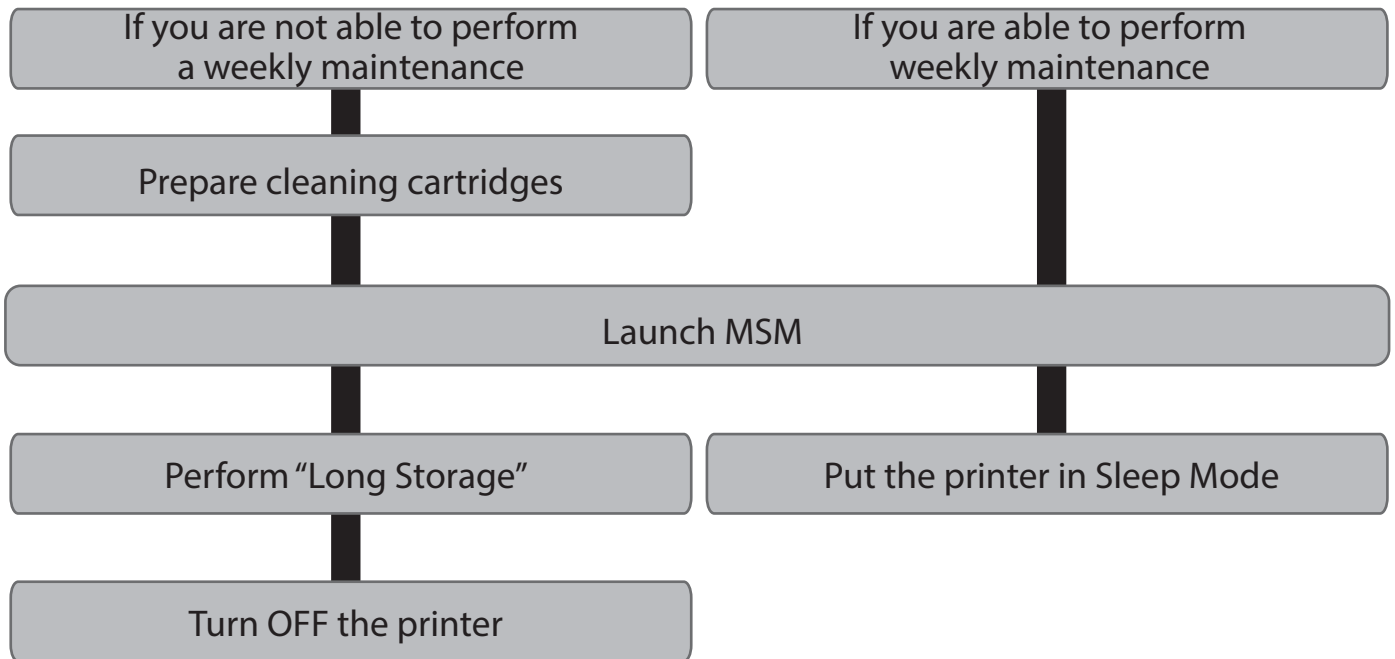 If you are not able to perform
a weekly maintenance
If you are able to perform
weekly maintenance
Prepare cleaning cartridges
Launch MSM
Perform “Long Storage”
Put the printer in Sleep Mode
Turn OFF the printer